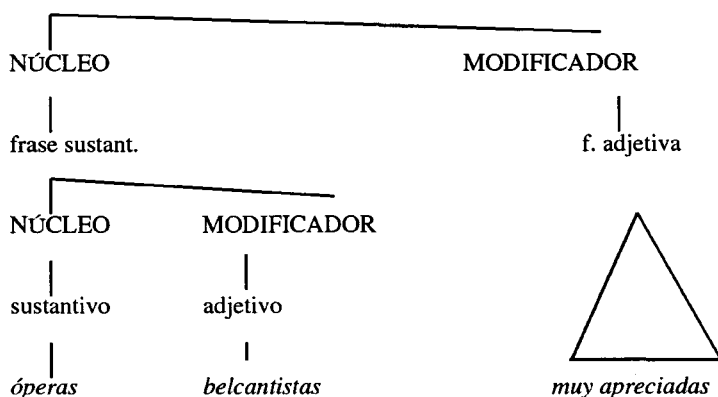 NÚCLEO MODIFICADOR
frase sustant. f. adjetiva
NÚCLEO MODIFICADOR
sustantivo adjetivo
óperas belcantistas muy apreciadas